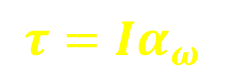 τ = Iα_ω